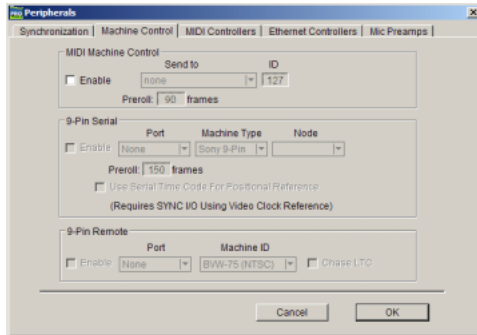 PRO Peripherals
Synchronization Machine Control MIDI Controllers Ethernet Controllers Mic Preamps
MIDI Machine Control
Send to ID
Enable none 127
Preroll: 90 frames
9-Pin Serial
Port Machine Type Node
Enable None Sony 9-Pin
Preroll: 150 frames
Use Serial Time Code For Positional Reference
(Requires SYNC I/O Using Video Clock Reference)
9-Pin Remote
Port Machine ID
Enable None BVW-75 (NTSC) Chase LTC
Cancel OK